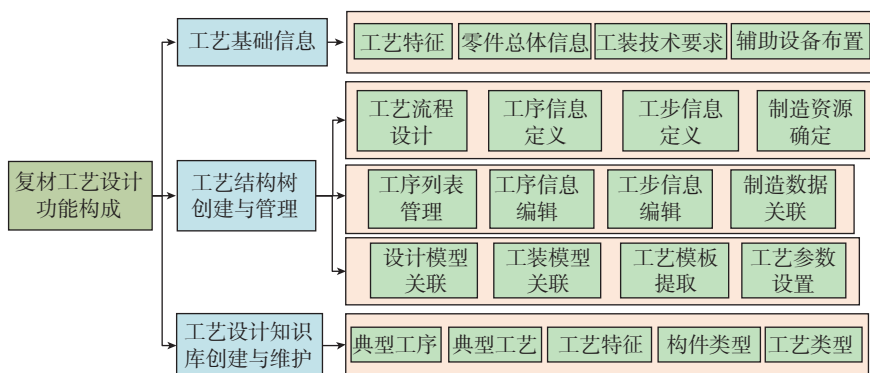 复材工艺设计
功能构成
工艺基础信息
工艺特征
零件总体信息
工装技术要求
辅助设备布置
工艺结构树
创建与管理
工艺流程
设计
工序信息
定义
工步信息
定义
制造资源
确定
工序列表
管理
工序信息
编辑
工步信息
编辑
制造数据
关联
设计模型
关联
工装模型
关联
工艺模板
提取
工艺参数
设置
工艺设计知识
库创建与维护
典型工序
典型工艺
工艺特征
构件类型
工艺类型